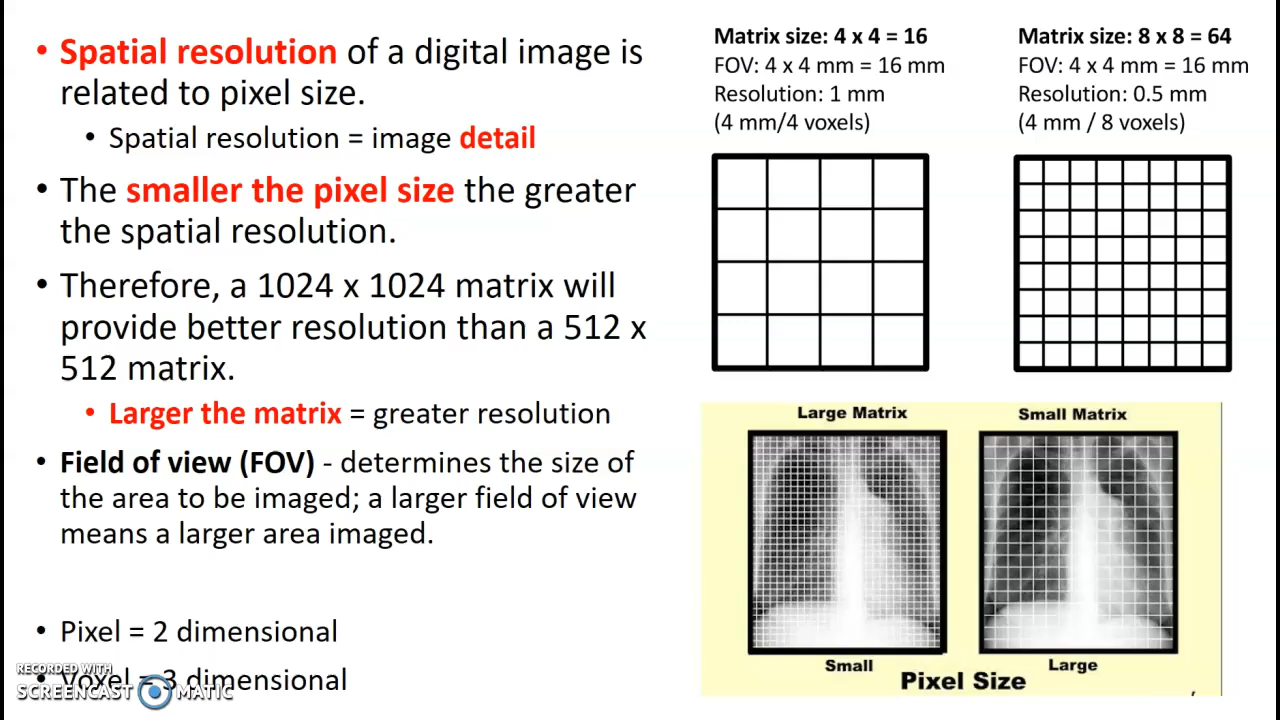 • Spatial resolution of a digital image is
related to pixel size.
• Spatial resolution = image detail
• The smaller the pixel size the greater
the spatial resolution.
• Therefore, a 1024 x 1024 matrix will
provide better resolution than a 512 x
512 matrix.
• Larger the matrix = greater resolution
• Field of view (FOV) - determines the size of
the area to be imaged; a larger field of view
means a larger area imaged.
• Pixel = 2 dimensional
• Voxel = 3 dimensional
RECORDED WITH
SCREENCAST MATIC
Matrix size: 4 x 4 = 16
FOV: 4 x 4 mm = 16 mm
Resolution: 1 mm
(4 mm/4 voxels)
Matrix size: 8 x 8 = 64
FOV: 4 x 4 mm = 16 mm
Resolution: 0.5 mm
(4 mm / 8 voxels)
Large Matrix
Small Matrix
Small
Large
Pixel Size